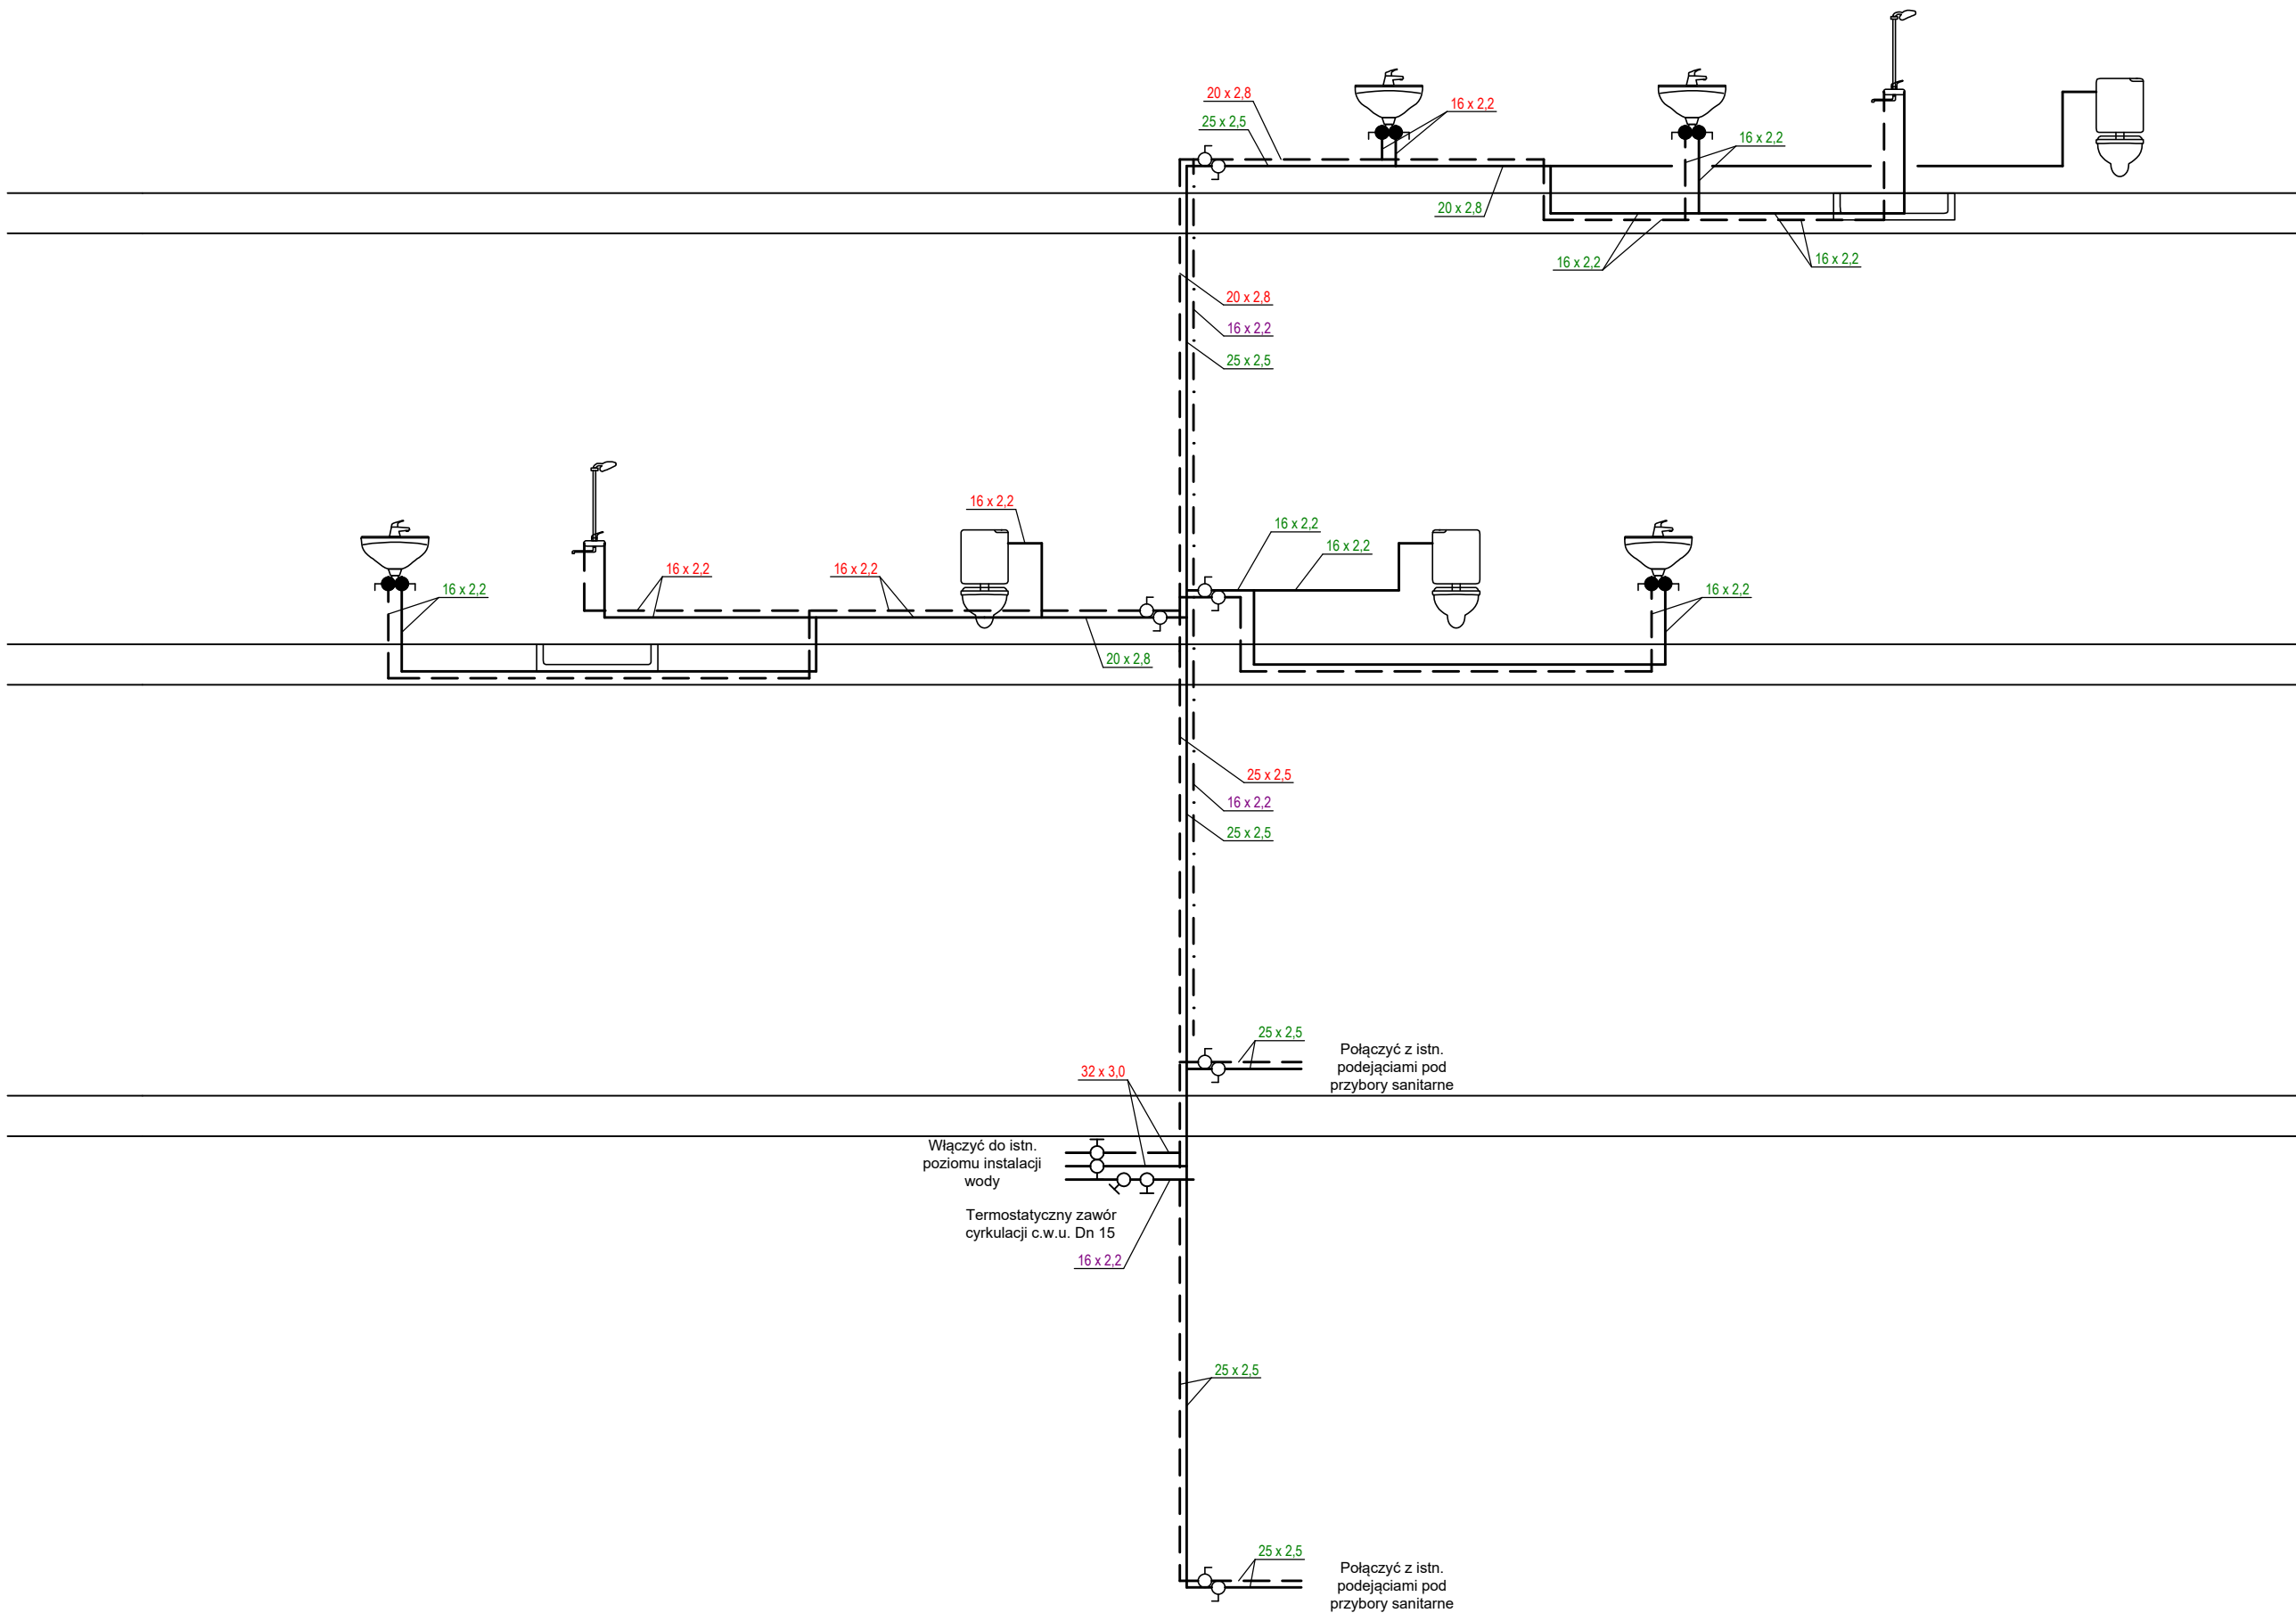 20 x 2,8
25 x 2,5
16 x 2,2
16 x 2,2
20 x 2,8
16 x 2,2
16 x 2,2
20 x 2,8
16 x 2,2
25 x 2,5
16 x 2,2
16 x 2,2
16 x 2,2
16 x 2,2
16 x 2,2
16 x 2,2
16 x 2,2
20 x 2,8
25 x 2,5
16 x 2,2
25 x 2,5
25 x 2,5
Połączyć z istn.
podejąciami pod
przybory sanitarne
32 x 3,0
Włączyć do istn.
poziomu instalacji
wody
Termostatyczny zawór
cyrkulacji c.w.u. Dn 15
16 x 2,2
25 x 2,5
25 x 2,5
Połączyć z istn.
podejąciami pod
przybory sanitarne